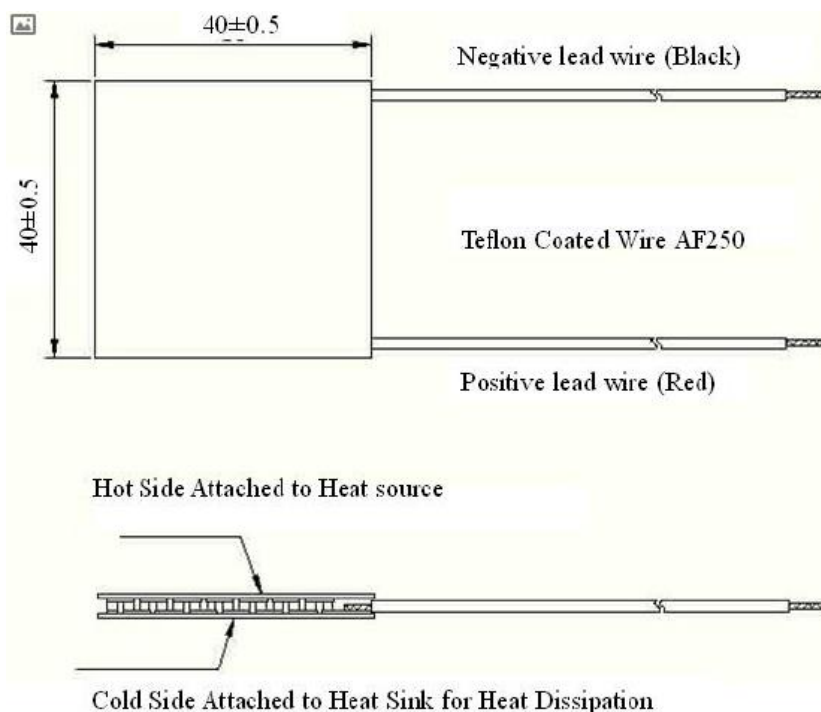 40±0.5
Negative lead wire (Black)
40±0.5
Teflon Coated Wire AF250
Positive lead wire (Red)
Hot Side Attached to Heat source
Cold Side Attached to Heat Sink for Heat Dissipation